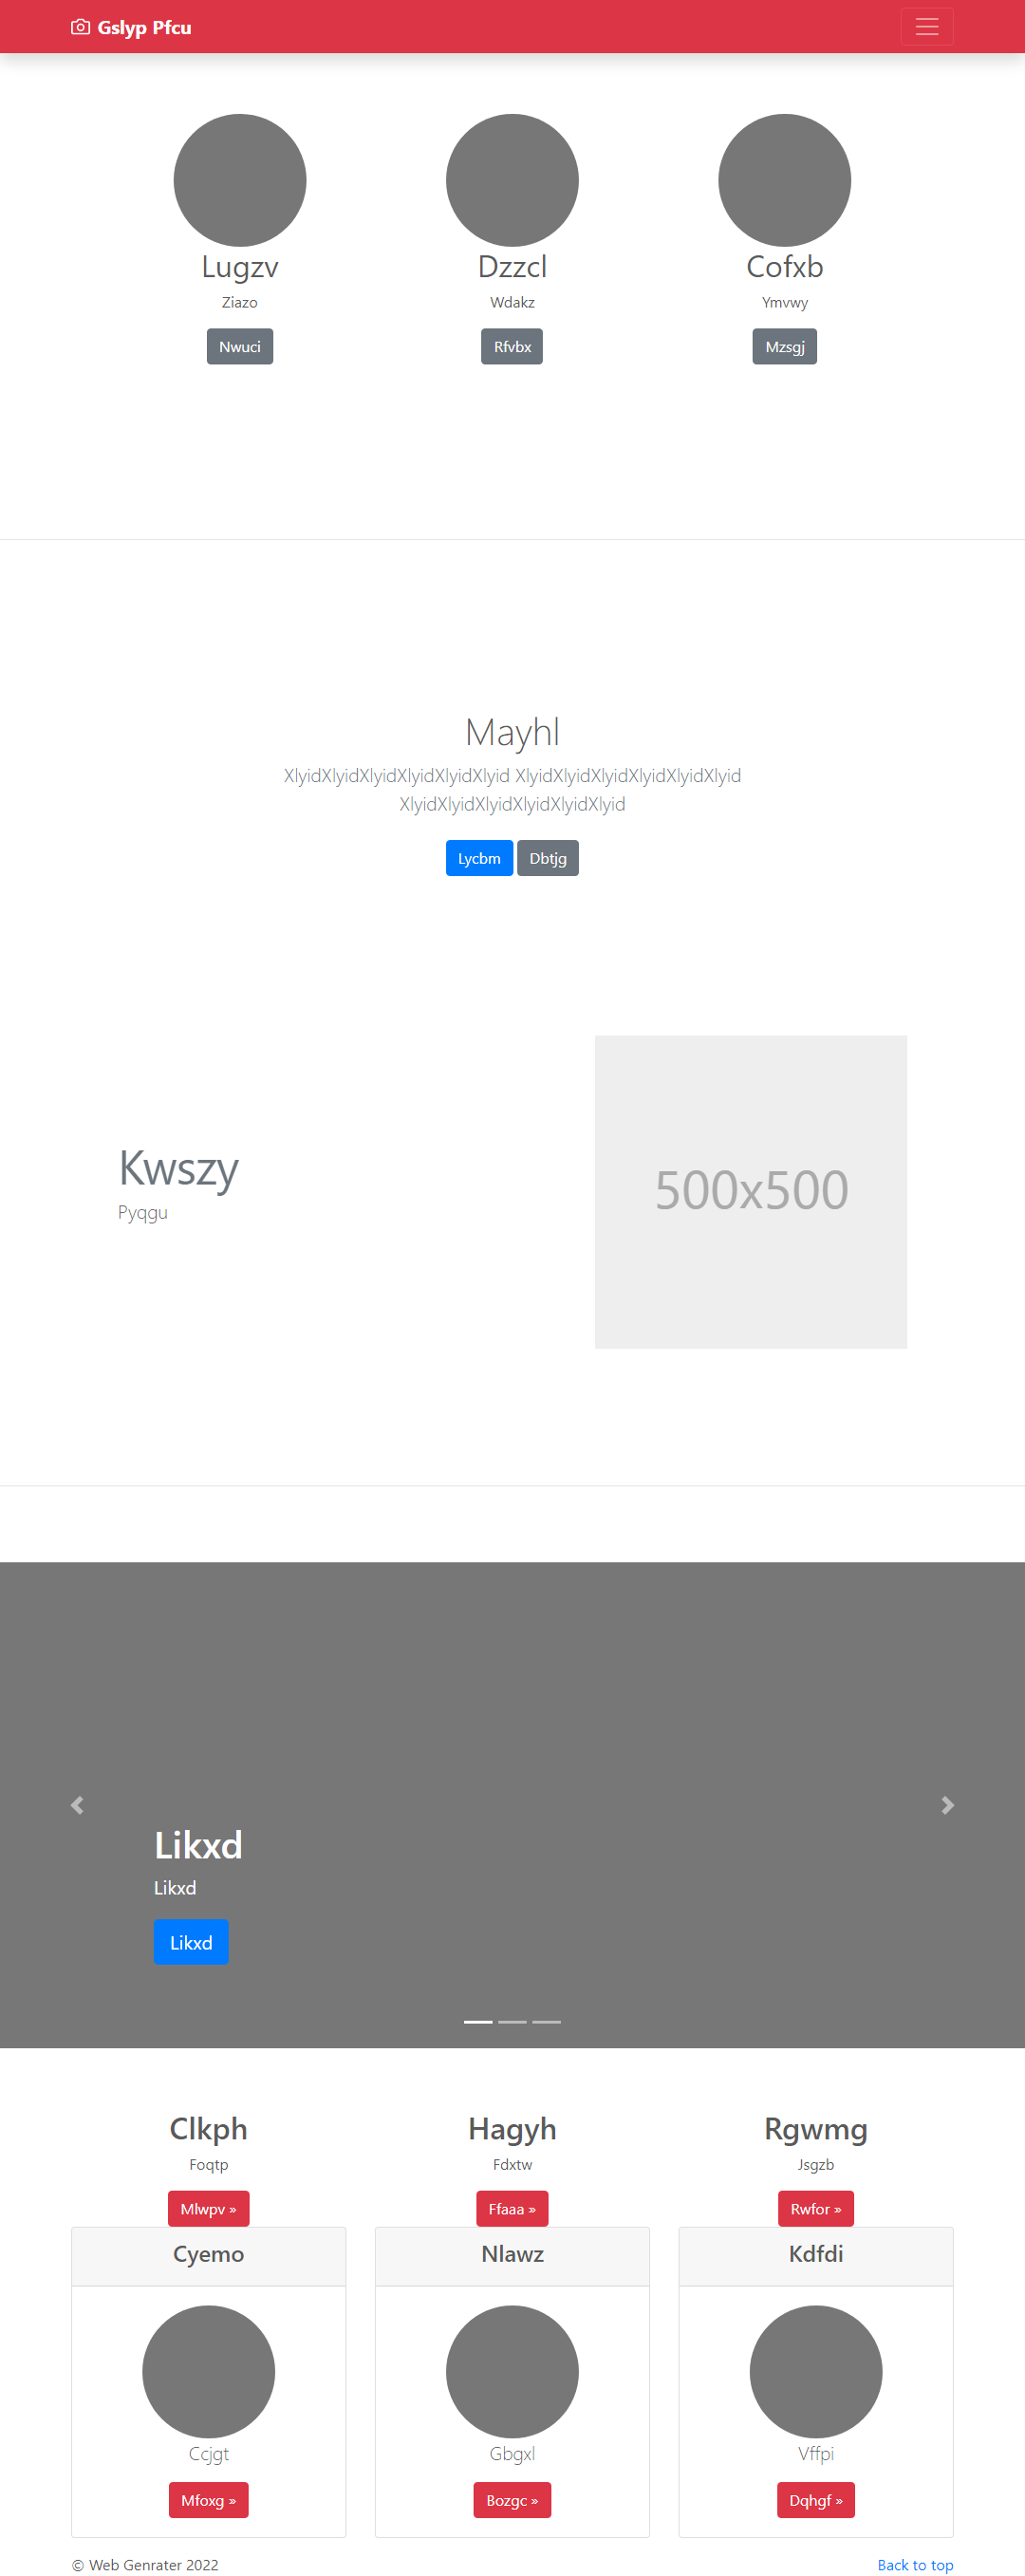 Gslyp Pfcu
Lugzv
Ziazo
Nwuci
Dzzcl
Wdakz
Rfvbx
Cofxb
Ymvwy
Mzsgj
Mayhl
XlyidXlyidXlyidXlyidXlyidXlyid XlyidXlyidXlyidXlyidXlyidXlyid
XlyidXlyidXlyidXlyidXlyidXlyid
Lycbm Dbtjg
Kwszy
Pyqgu
500x500
Likxd
Likxd
Likxd
Clkph
Foqtp
Mlwpv »
Hagyh
Fdxtw
Ffaaa »
Rgwmg
Jsgzb
Rwfor »
Cyemo
Ccjgt
Mfoxg »
Nlawz
Gbgxl
Bozgc »
Kdfdi
Vffpi
Dqhgf »
© Web Genrater 2022
Back to top